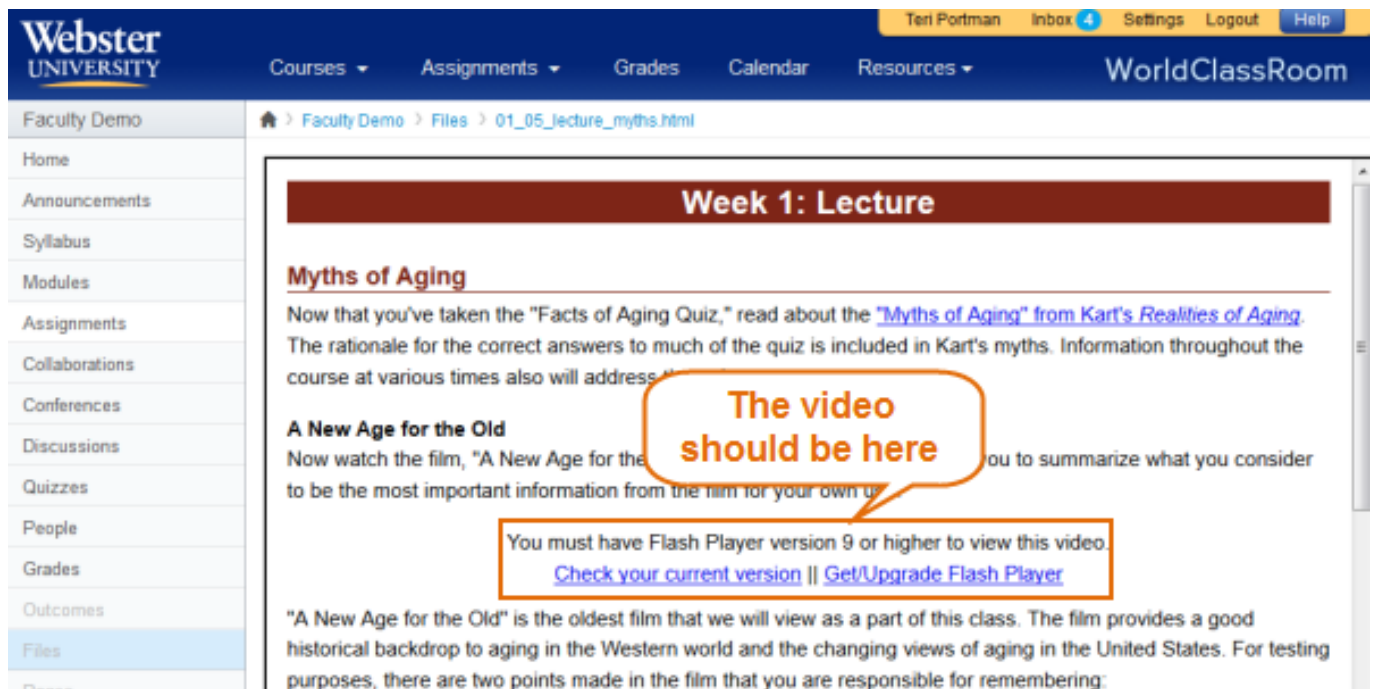 Webster
UNIVERSITY
Teri Portman Inbox 4 Settings Logout Help
Courses Assignments Grades Calendar Resources WorldClassRoom
Faculty Demo
Home
Announcements
Syllabus
Modules
Assignments
Collaborations
Conferences
Discussions
Quizzes
People
Grades
Outcomes
Files
Faculty Demo > Files > 01_05_lecture_myths.html
Week 1: Lecture
Myths of Aging
Now that you've taken the "Facts of Aging Quiz," read about the "Myths of Aging" from Kart's Realities of Aging.
The rationale for the correct answers to much of the quiz is included in Kart's myths. Information throughout the
course at various times also will address
The video
should be here
A New Age for the Old
Now watch the film, "A New Age for the you to summarize what you consider
to be the most important information from the film for your own
You must have Flash Player version 9 or higher to view this video.
Check your current version || Get/Upgrade Flash Player
"A New Age for the Old" is the oldest film that we will view as a part of this class. The film provides a good
historical backdrop to aging in the Western world and the changing views of aging in the United States. For testing
purposes, there are two points made in the film that you are responsible for remembering: